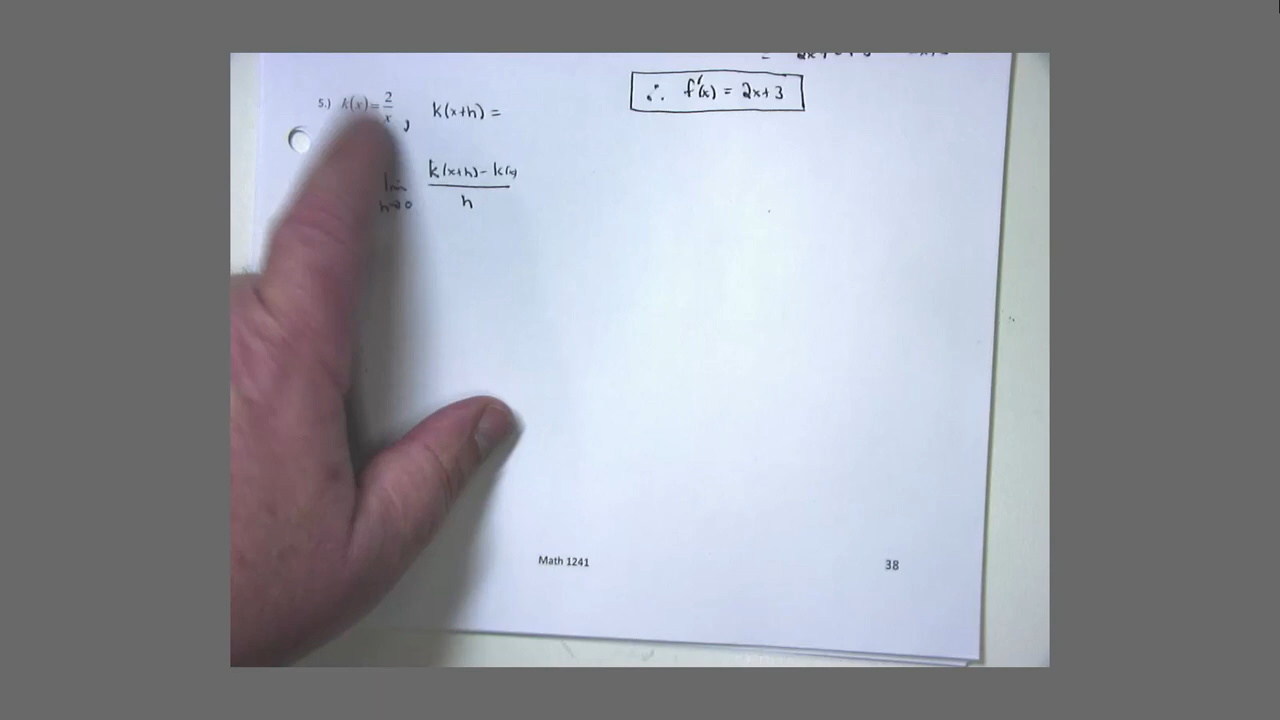 ∴ f'(x) = 2x+3
5.) k(x)=2/x, k(x+h) =
lim h→0 k(x+h) - k(x) / h
Math 1241
38